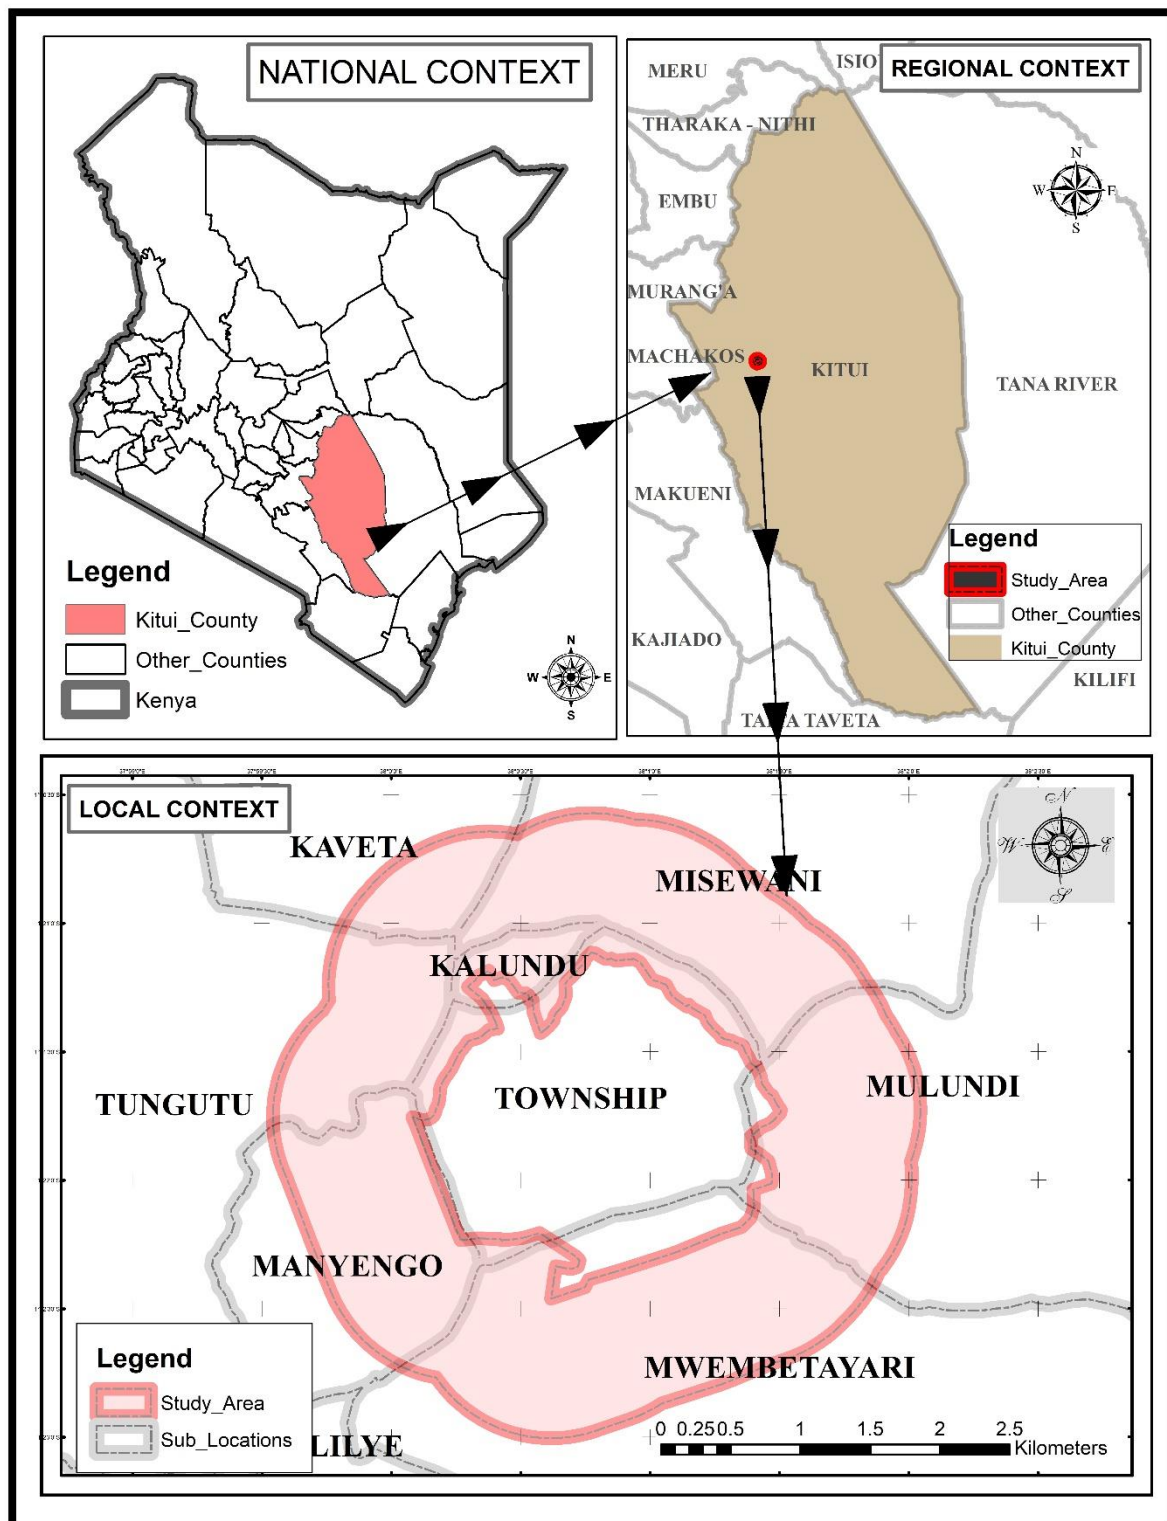 NATIONAL CONTEXT
Legend
Kitui_County
Other_Counties
Kenya
N
W E
S
REGIONAL CONTEXT
MERU
THARAKA - NITHI
EMBU
MURANG'A
MACHAKOS
KITUI
TANA RIVER
MAKUENI
KAJIADO
TAVETA
KILIFI
N
W E
S
Legend
Study_Area
Other_Counties
Kitui_County
LOCAL CONTEXT
N
W E
S
KAVETA
MISEWANI
KALUNDU
TUNGUTU
TOWNSHIP
MULUNDI
MANYENGO
MWEMBETAYARI
LILYE
Legend
Study_Area
Sub_Locations
0 0.25 0.5 1 1.5 2 2.5
Kilometers